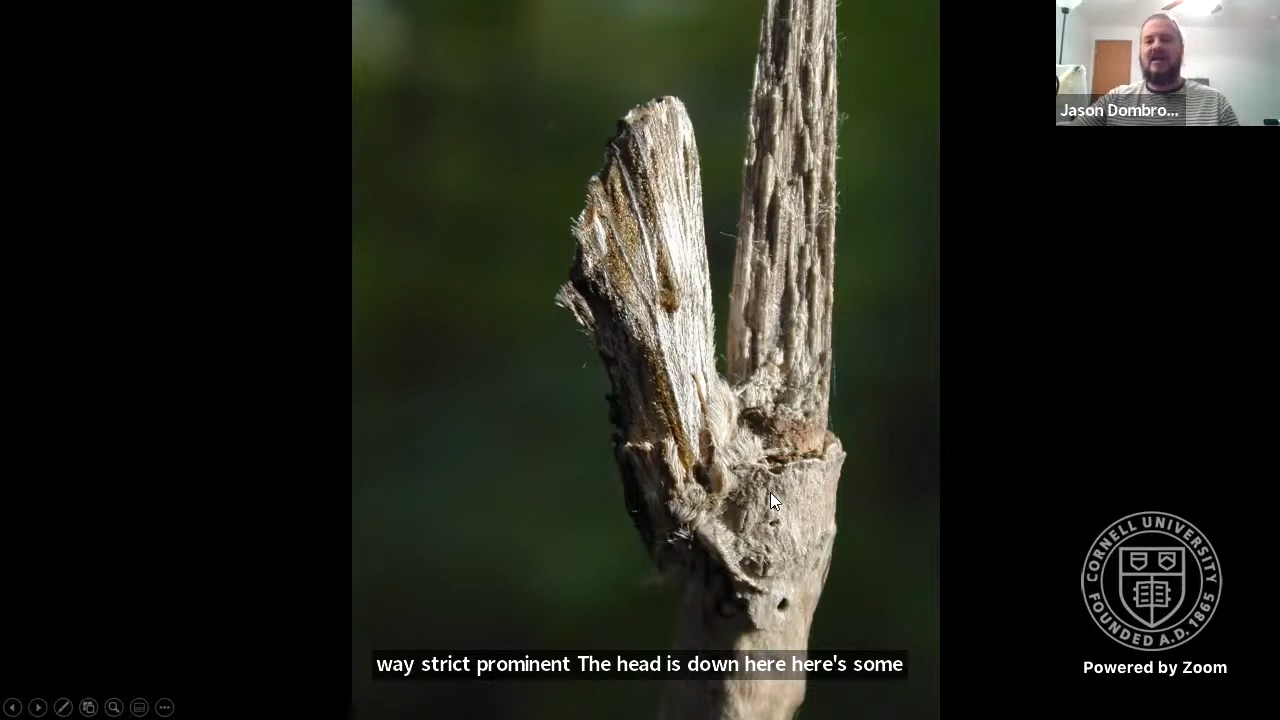 Jason Dombro...
CORNELL UNIVERSITY
FOUNDED A.D. 1865
Powered by Zoom
way strict prominent The head is down here here's some